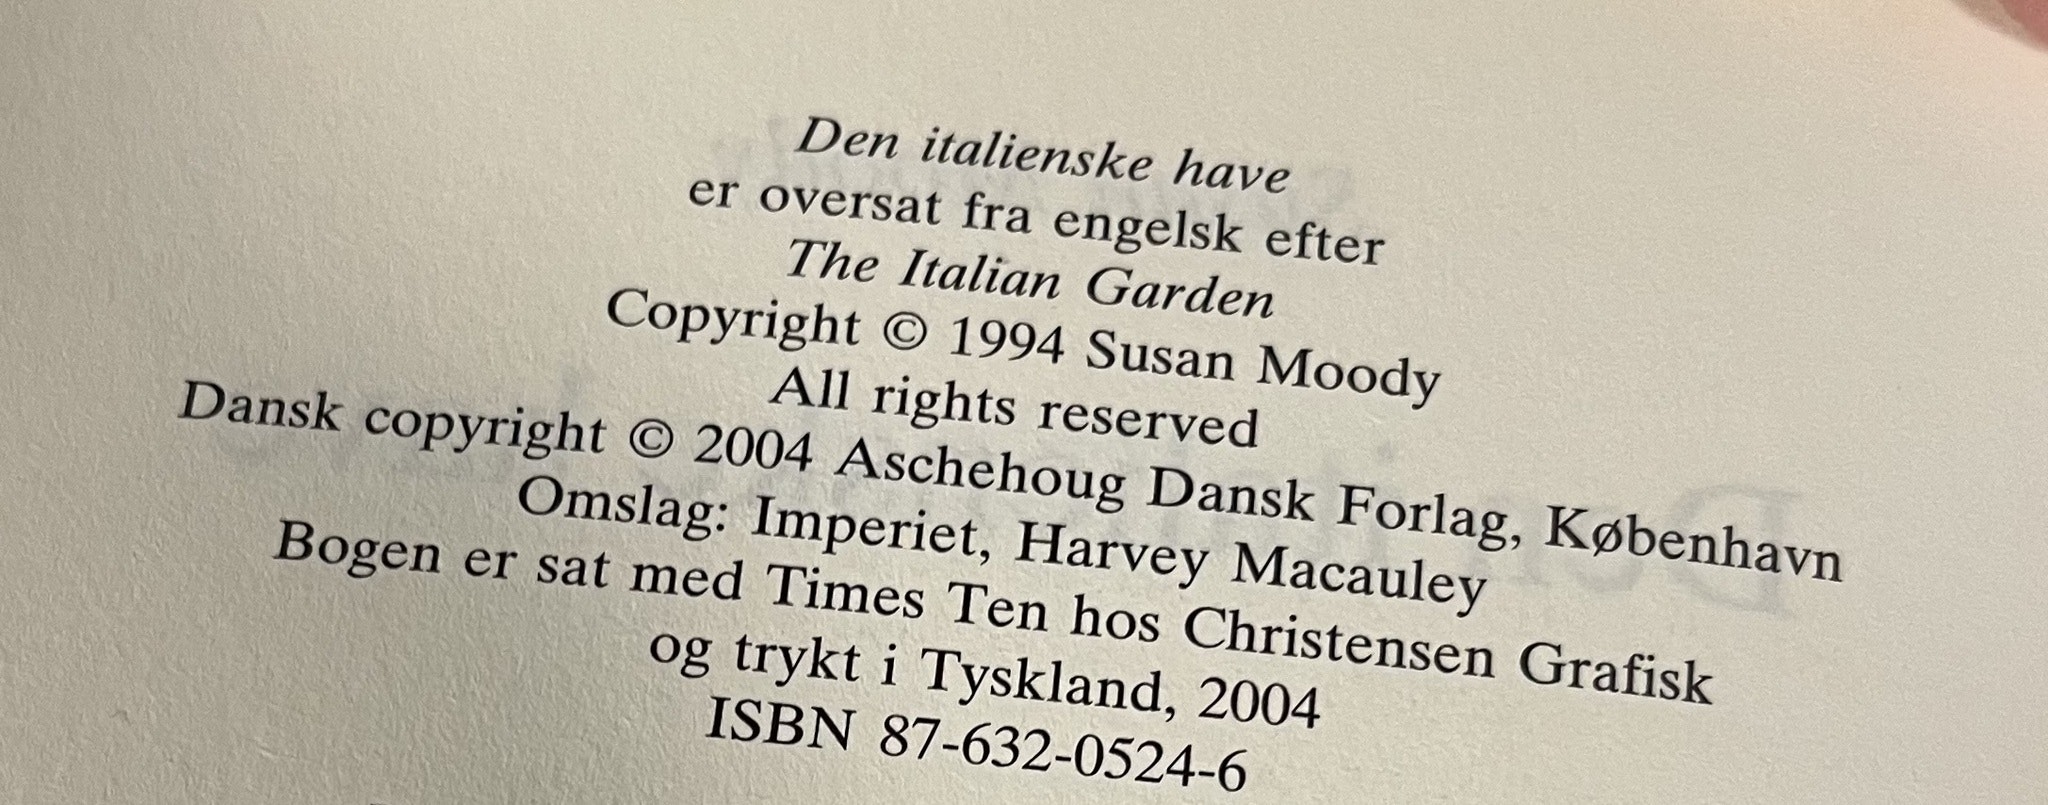 Den italienske have
er oversat fra engelsk efter
The Italian Garden
Copyright © 1994 Susan Moody
All rights reserved
Dansk copyright © 2004 Aschehoug Dansk Forlag, København
Omslag: Imperiet, Harvey Macauley
Bogen er sat med Times Ten hos Christensen Grafisk
og trykt i Tyskland, 2004
ISBN 87-632-0524-6